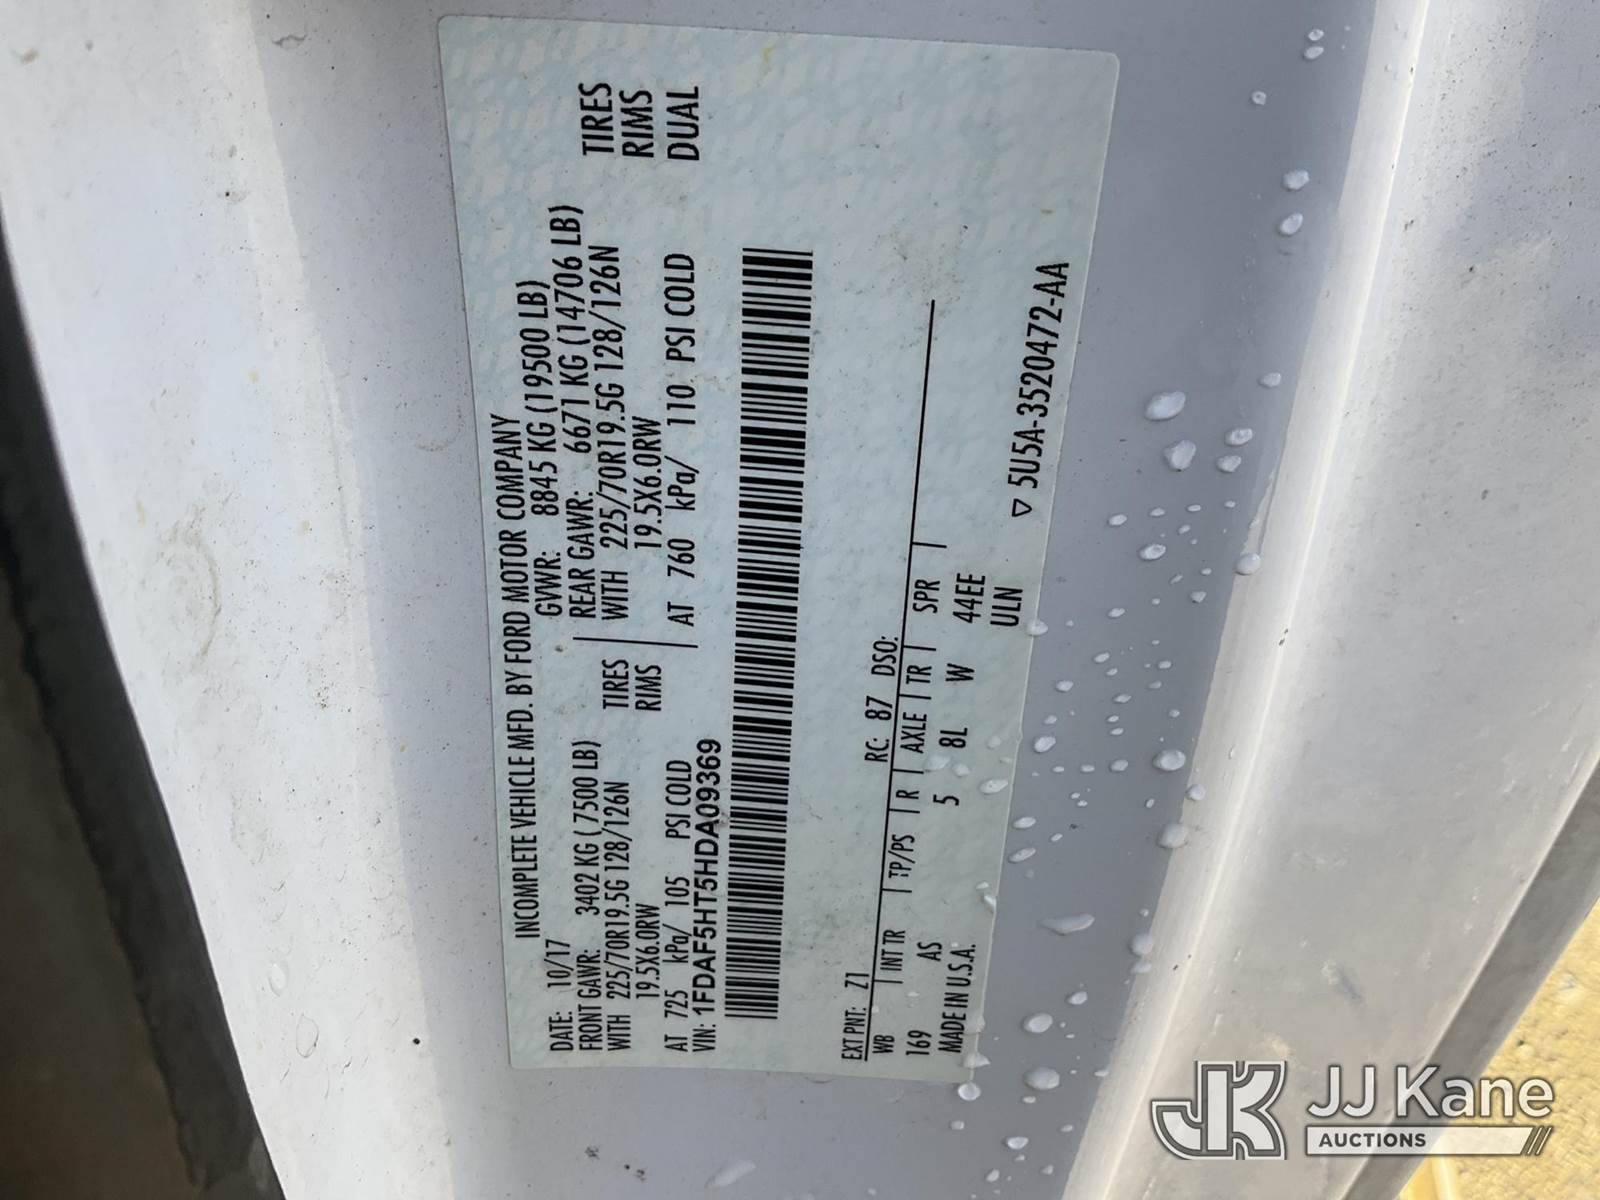 INCOMPLETE VEHICLE MFD. BY FORD MOTOR COMPANY
DATE: 10/17 GVWR: 8845 KG (19500 LB)
FRONT GAWR: 3402 KG (7500 LB) REAR GAWR: 6671 KG (14706 LB)
WITH 225/70R19.5G 128/126N TIRES WITH 225/70R19.5G 128/126N TIRES
19.5X6.0RW RIMS 19.5X6.0RW RIMS
AT 725 kPa/ 105 PSI COLD AT 760 kPa/ 110 PSI COLD DUAL
VIN: 1FDAF5HT5HDA09369
EXT PNT: Z1 RC: 87 DSO:
WB INT TR TP/PS R AXLE TR SPR
169 AS 5 8L W 44EE
MADE IN U.S.A. ULN
▽ 5U5A-3520472-AA
JJ Kane
AUCTIONS